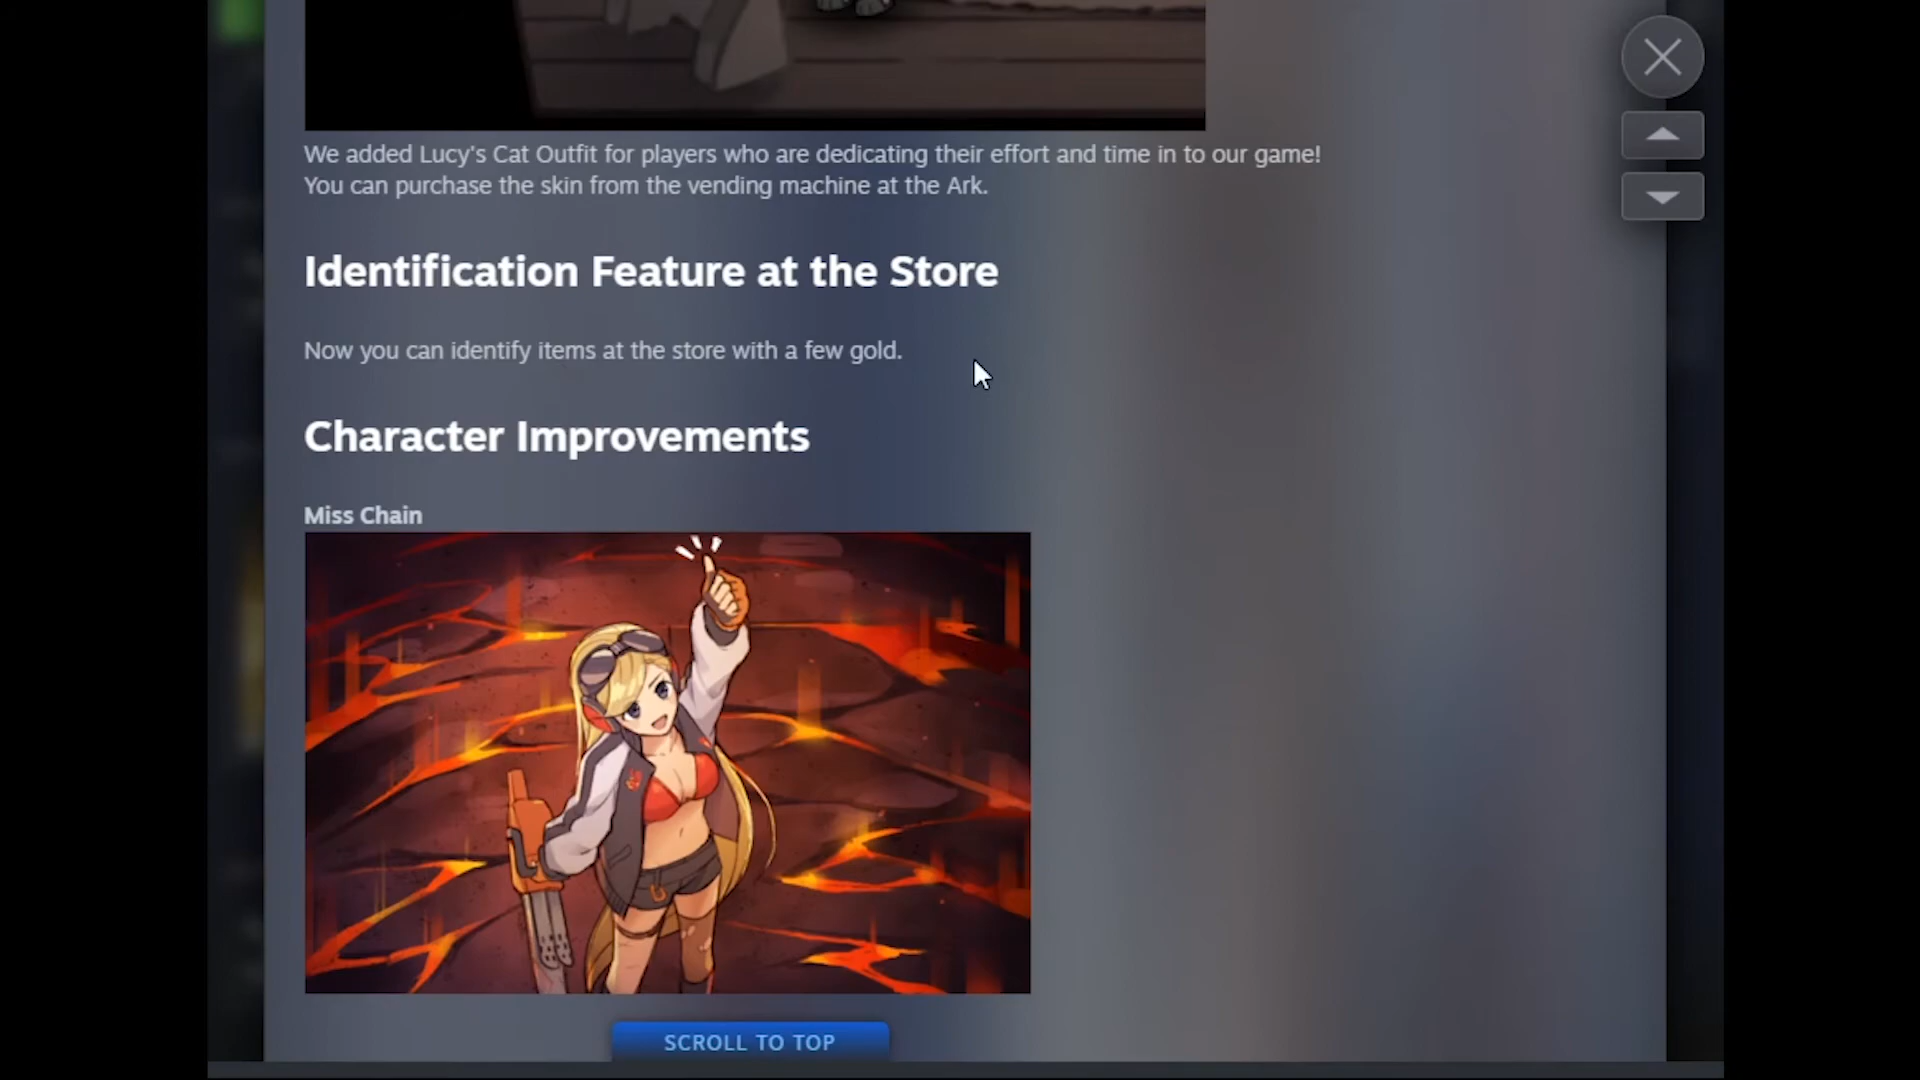 We added Lucy's Cat Outfit for players who are dedicating their effort and time in to our game!
You can purchase the skin from the vending machine at the Ark.
Identification Feature at the Store
Now you can identify items at the store with a few gold.
Character Improvements
Miss Chain
SCROLL TO TOP